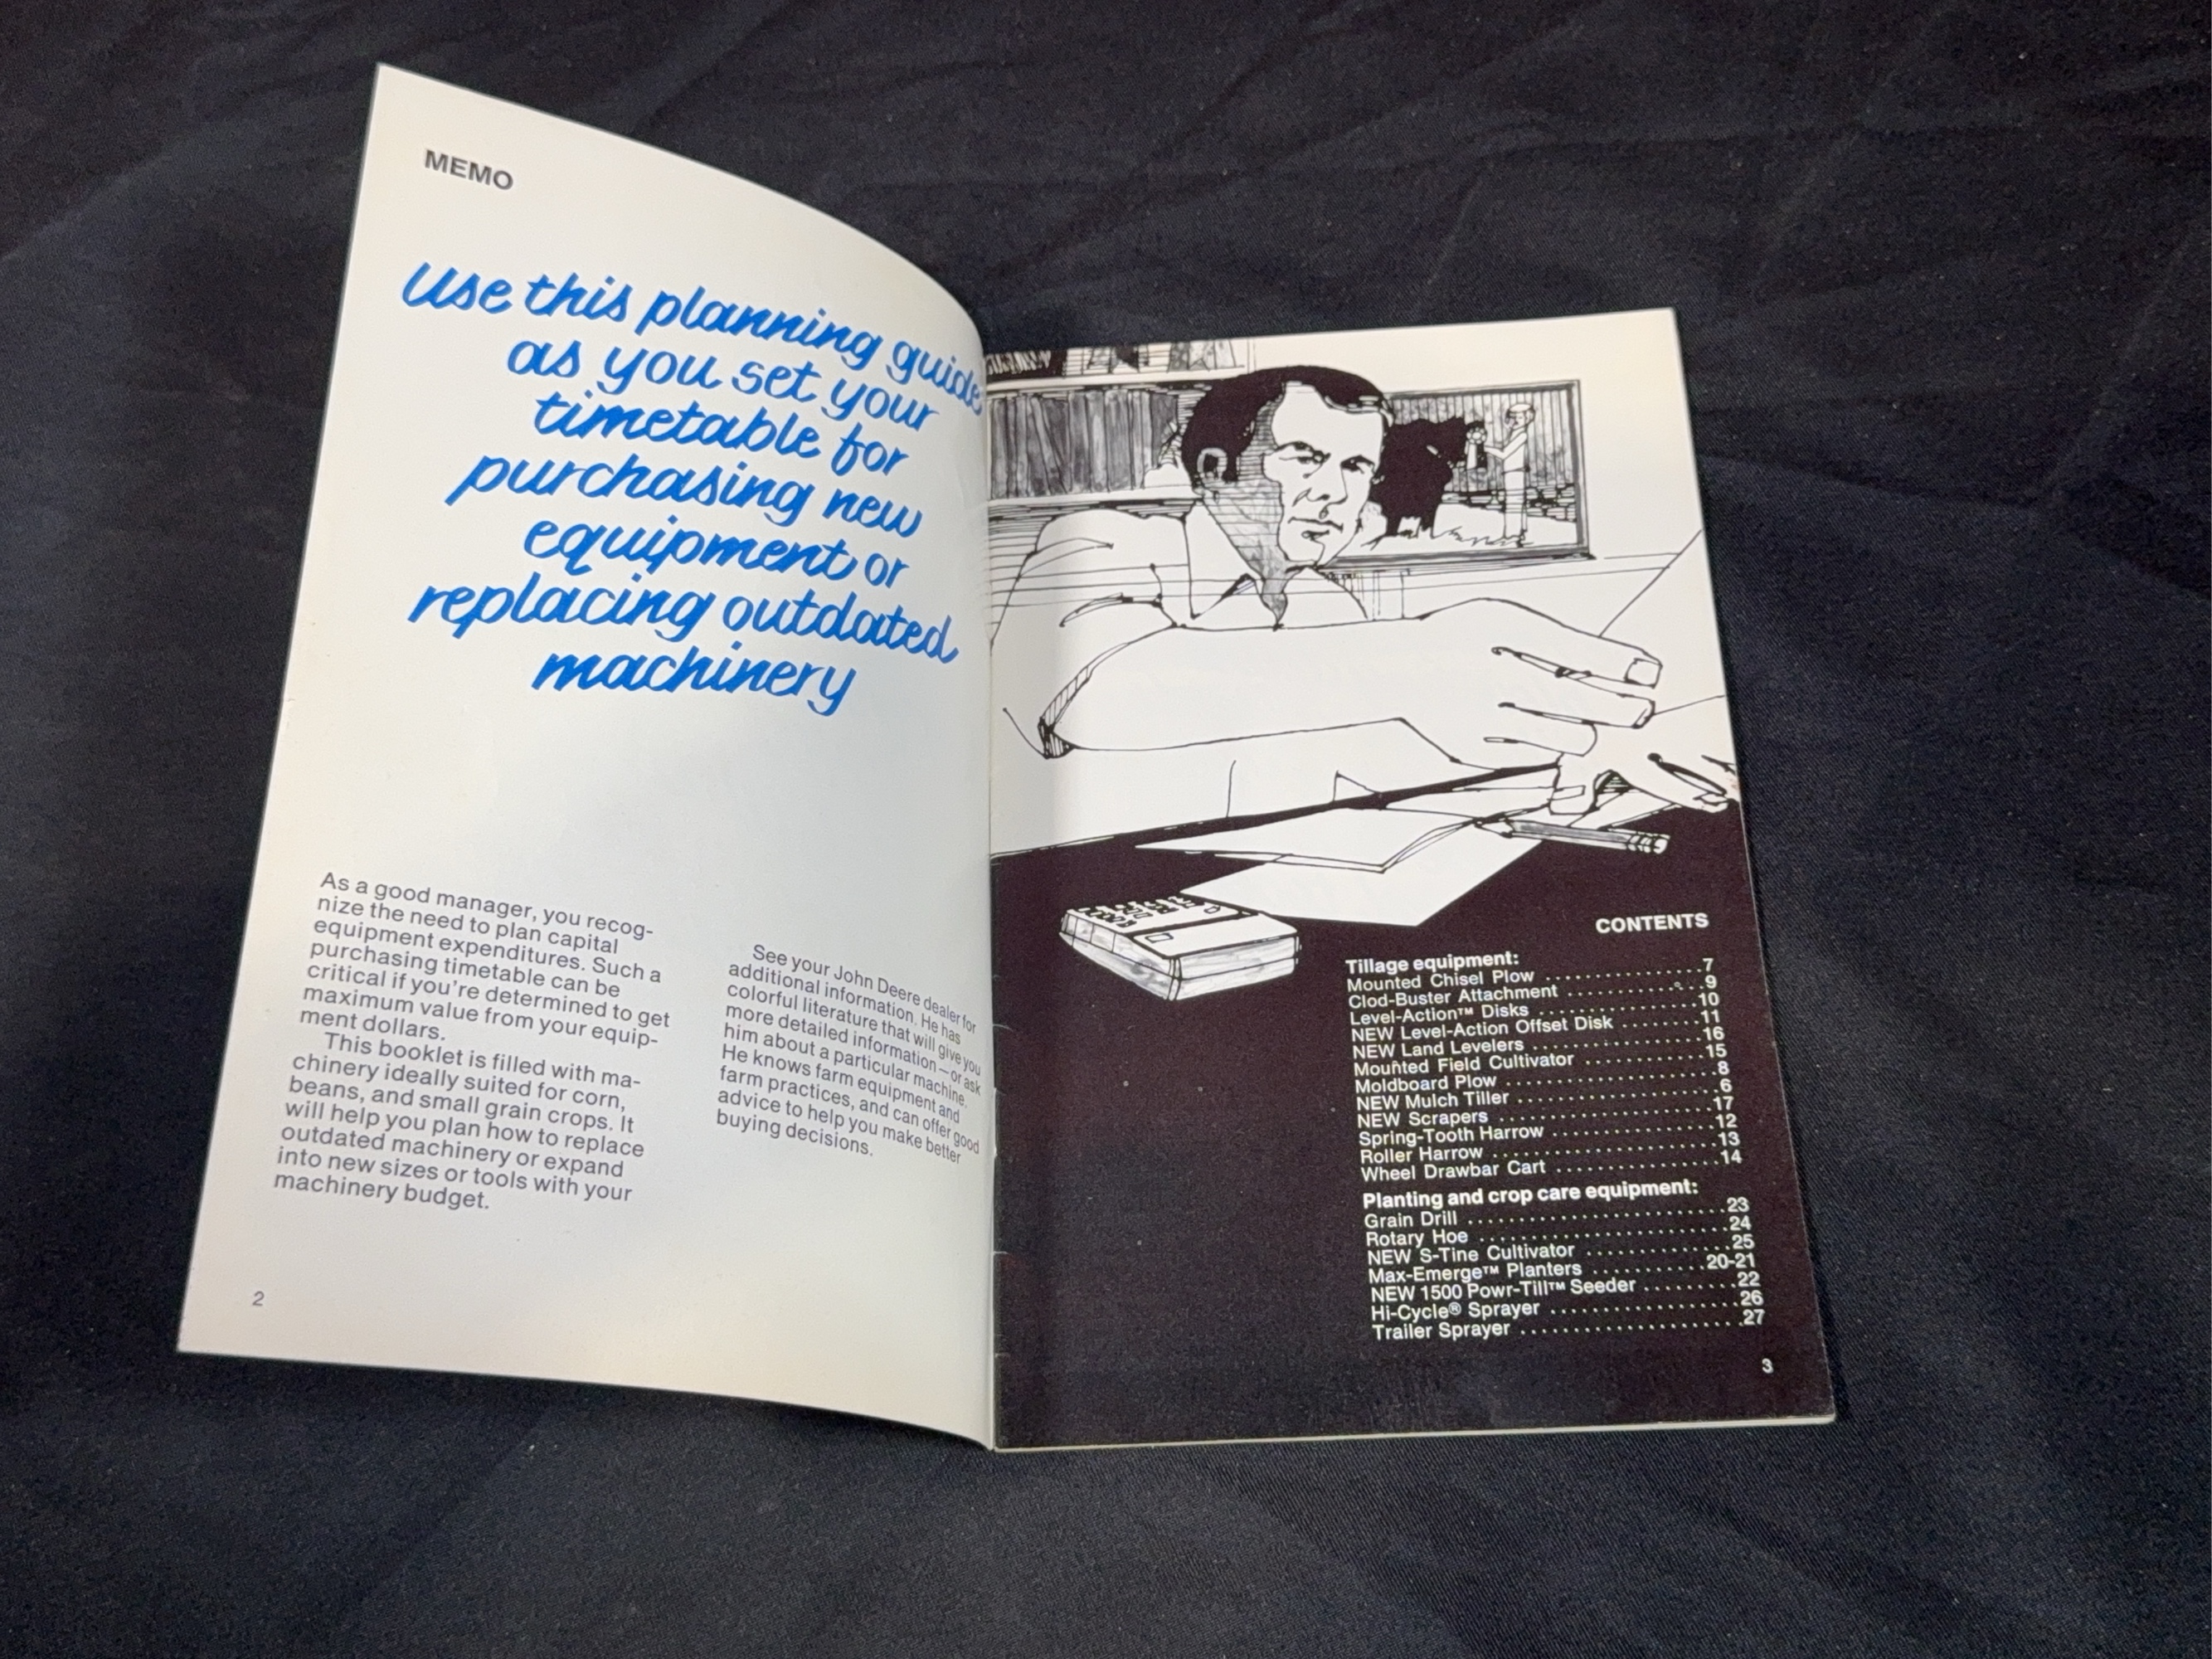 MEMO
Use this planning guide
as you set your
timetable for
purchasing new
equipment or
replacing outdated
machinery
As a good manager, you recog-
nize the need to plan capital
equipment expenditures. Such a
purchasing timetable can be
critical if you're determined to get
maximum value from your equip-
ment dollars.
This booklet is filled with ma-
chinery ideally suited for corn,
beans, and small grain crops. It
will help you plan how to replace
outdated machinery or expand
into new sizes or tools with your
machinery budget.
See your John Deere dealer for
additional information. He has
colorful literature that will give you
more detailed information—or ask
him about a particular machine.
He knows farm equipment and
farm practices, and can offer good
advice to help you make better
buying decisions.
2
CONTENTS
Tillage equipment:
Mounted Chisel Plow ................ 7
Clod-Buster Attachment ................ 9
Level-Action™ Disks ................ 10
NEW Level-Action Offset Disk ........ 11
NEW Land Levelers ................ 16
Mounted Field Cultivator ................ 15
Moldboard Plow ................ 8
NEW Mulch Tiller ................ 6
NEW Scrapers ................ 17
Spring-Tooth Harrow ................ 12
Roller Harrow ................ 13
Wheel Drawbar Cart ................ 14
Planting and crop care equipment:
Grain Drill ................ 23
Rotary Hoe ................ 24
NEW S-Tine Cultivator ................ 25
Max-Emerge™ Planters ........... 20-21
NEW 1500 Powr-Till™ Seeder ........ 22
Hi-Cycle® Sprayer ................ 26
Trailer Sprayer ................ 27
3